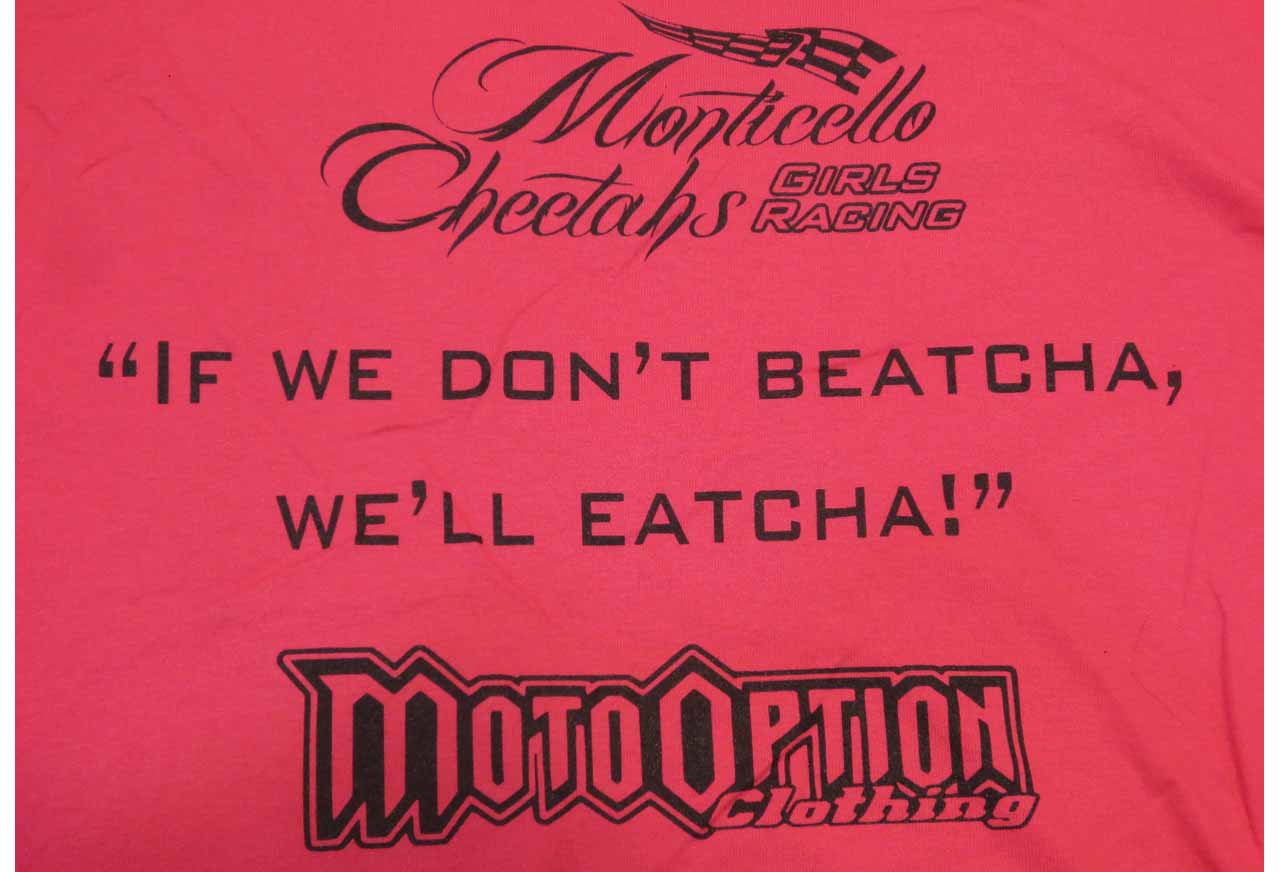 Monticello
Cheetahs GIRLS
RACING
“IF WE DON’T BEATCHA,
WE’LL EATCHA!”
MOTOOPTION
Clothing